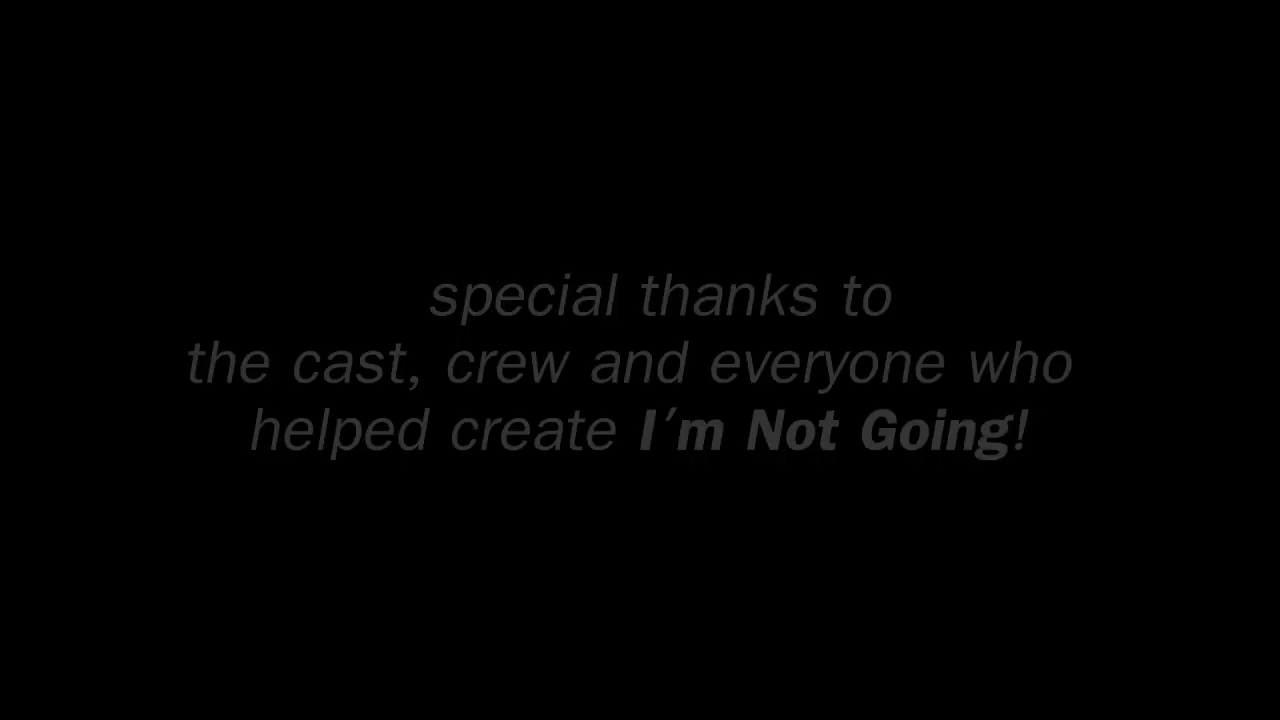 special thanks to
the cast, crew and everyone who
helped create I'm Not Going!